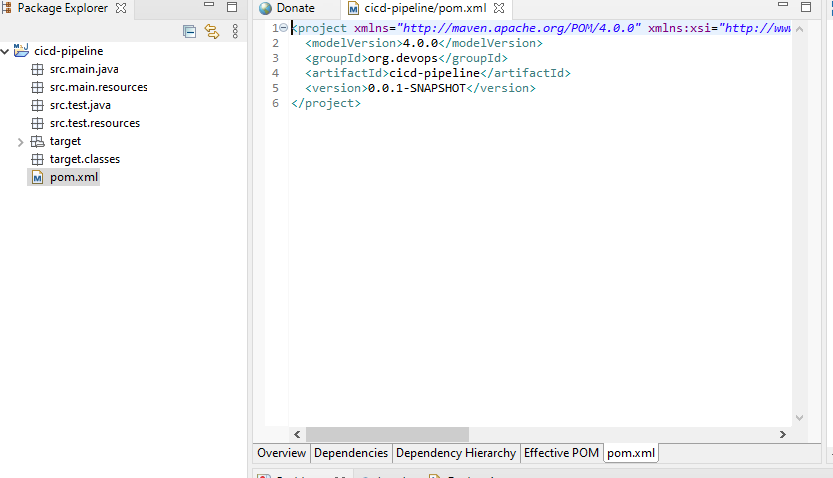 Package Explorer
cicd-pipeline
src.main.java
src.main.resources
src.test.java
src.test.resources
target
target.classes
pom.xml
Donate
cicd-pipeline/pom.xml
1 <project xmlns="http://maven.apache.org/POM/4.0.0" xmlns:xsi="http://www
2 <modelVersion>4.0.0</modelVersion>
3 <groupId>org.devops</groupId>
4 <artifactId>cicd-pipeline</artifactId>
5 <version>0.0.1-SNAPSHOT</version>
6 </project>
Overview Dependencies Dependency Hierarchy Effective POM pom.xml